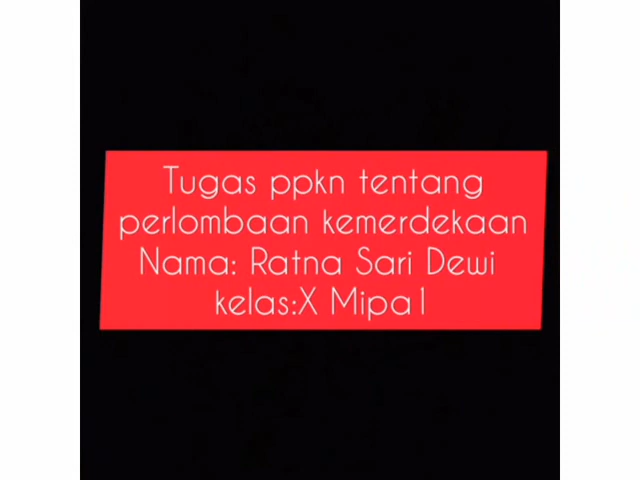 Tugas ppkn tentang
perlombaan kemerdekaan
Nama: Ratna Sari Dewi
kelas:X Mipa1